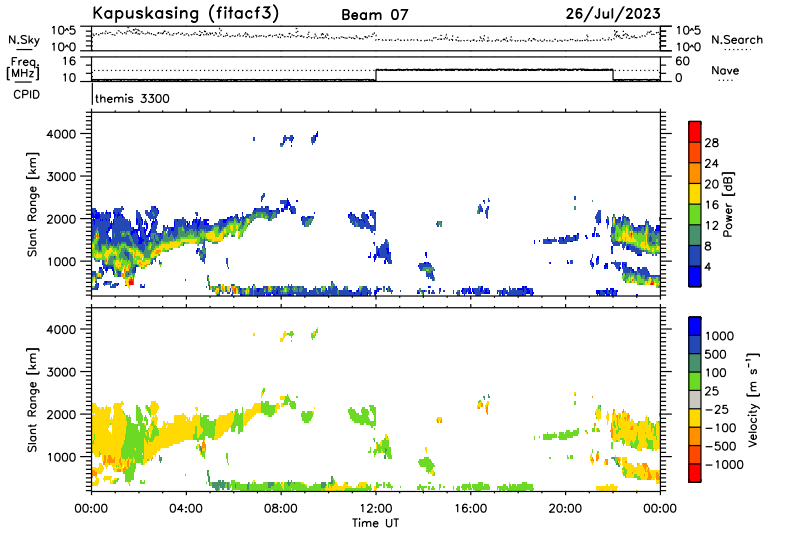 Kapuskasing (fitacf3) Beam 07 26/Jul/2023
N.Sky 10^5 10^0 10^5 10^0 N.Search
Freq. [MHz] 16 10 60 0 Nave
CPID themis 3300
Slant Range [km] 4000 3000 2000 1000
28 24 20 16 12 8 4 Power [dB]
Slant Range [km] 4000 3000 2000 1000
1000 500 100 25 −25 −100 −500 −1000 Velocity [m s⁻¹]
00:00 04:00 08:00 12:00 16:00 20:00 00:00
Time UT